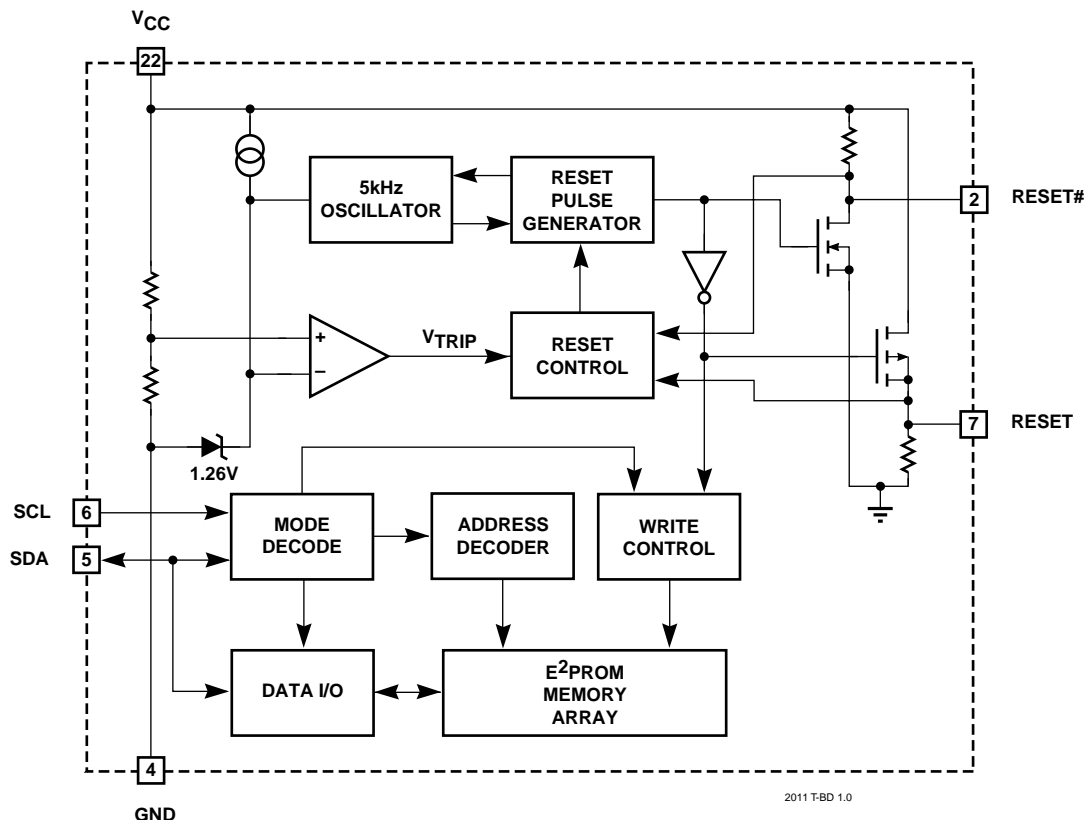 VCC
22
5kHz
OSCILLATOR
RESET
PULSE
GENERATOR
2
RESET#
+
–
VTRIP
RESET
CONTROL
7
RESET
1.26V
SCL
6
MODE
DECODE
ADDRESS
DECODER
WRITE
CONTROL
SDA
5
DATA I/O
E2PROM
MEMORY
ARRAY
4
GND
2011 T-BD 1.0